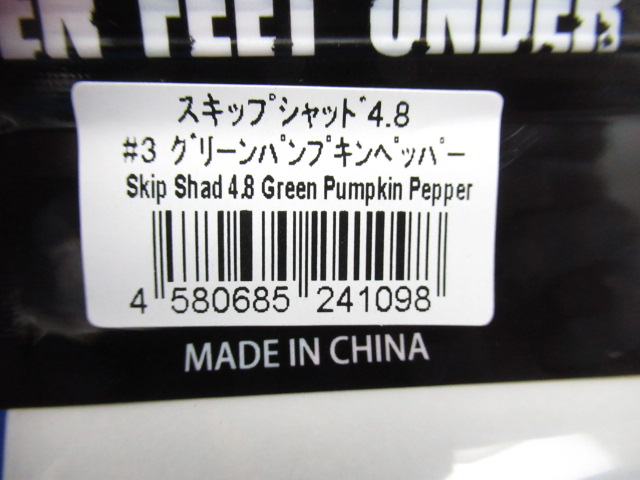 ER FEET UNDER
スキップシャッド4.8
#3 グリーンパンプキンペッパー
Skip Shad 4.8 Green Pumpkin Pepper
4 580685 241098
MADE IN CHINA